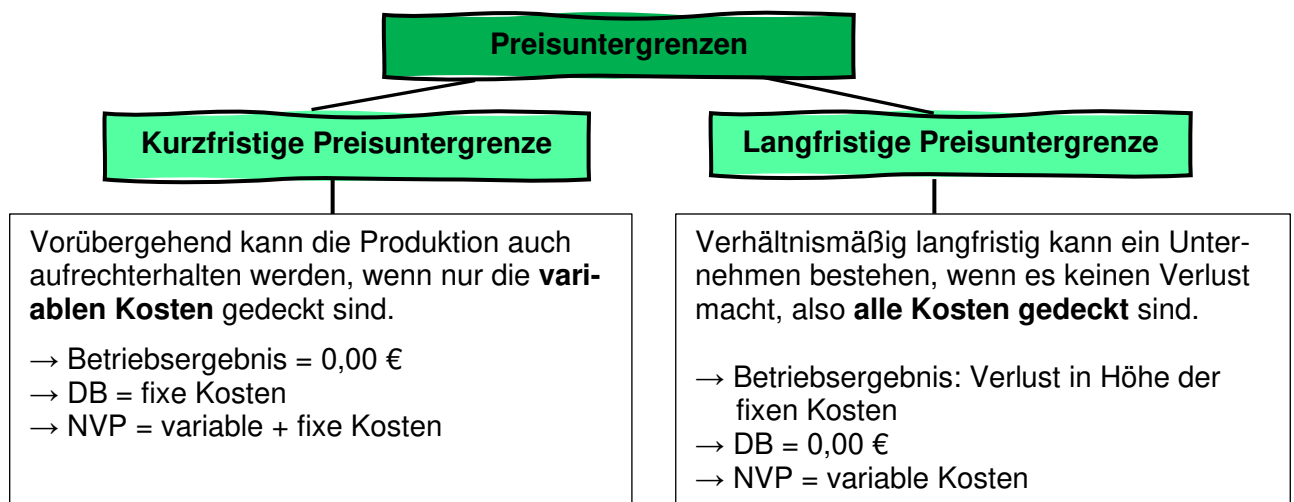 Preisuntergrenzen
Kurzfristige Preisuntergrenze
Langfristige Preisuntergrenze
Vorübergehend kann die Produktion auch
aufrechterhalten werden, wenn nur die vari-
ablen Kosten gedeckt sind.
→ Betriebsergebnis = 0,00 €
→ DB = fixe Kosten
→ NVP = variable + fixe Kosten
Verhältnismäßig langfristig kann ein Unter-
nehmen bestehen, wenn es keinen Verlust
macht, also alle Kosten gedeckt sind.
→ Betriebsergebnis: Verlust in Höhe der
fixen Kosten
→ DB = 0,00 €
→ NVP = variable Kosten